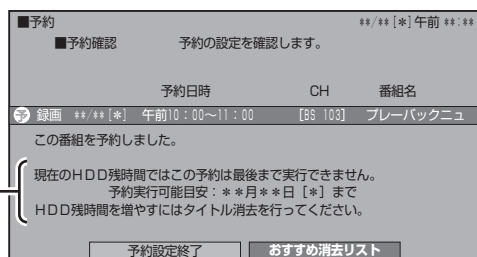 ■予約 **/**[*]午前 **:**
■予約確認 予約の設定を確認します。
予約日時 CH 番組名
予 録画 **/**[*] 午前10:00~11:00 [BS 103] プレーバックニュ
この番組を予約しました。
現在のHDD残時間ではこの予約は最後まで実行できません。
予約実行可能目安:**月**日[*]まで
HDD残時間を増やすにはタイトル消去を行ってください。
予約設定終了 おすすめ消去リスト